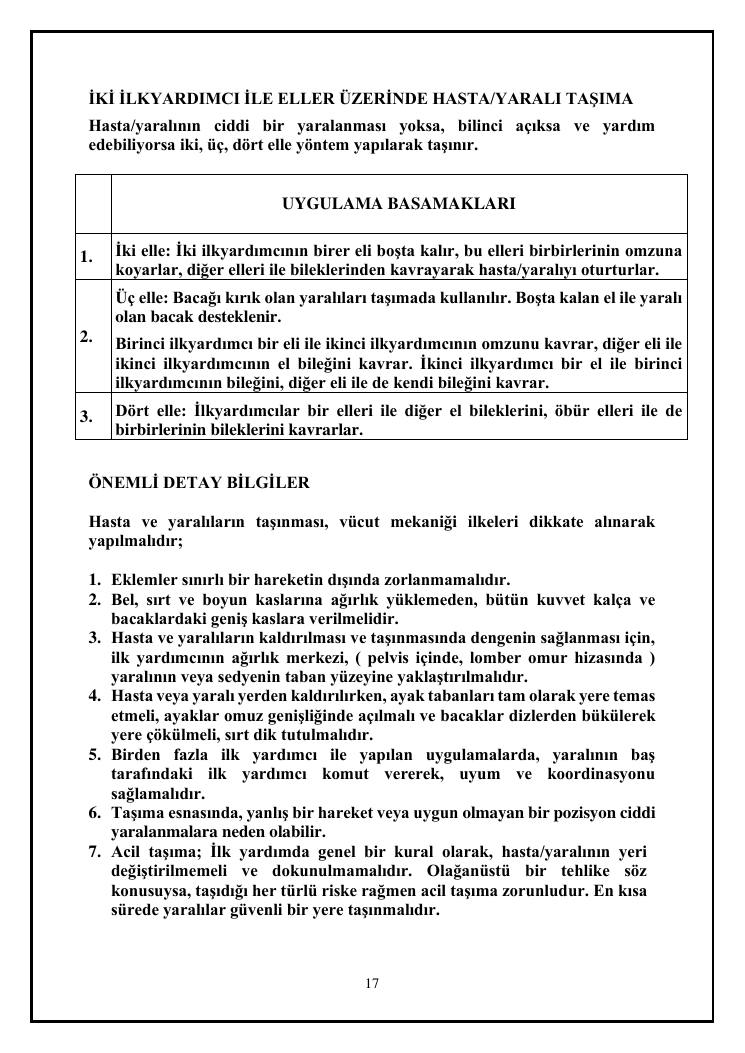 İKİ İLKYARDIMCI İLE ELLER ÜZERİNDE HASTA/YARALI TAŞIMA
Hasta/yaralının ciddi bir yaralanması yoksa, bilinci açıksa ve yardım
edebiliyorsa iki, üç, dört elle yöntem yapılarak taşınır.
UYGULAMA BASAMAKLARI
1.
İki elle: İki ilkyardımcının birer eli boşta kalır, bu elleri birbirlerinin omzuna
koyarlar, diğer elleri ile bileklerinden kavrayarak hasta/yaralıyı oturturlar.
2.
Üç elle: Bacağı kırık olan yaralıları taşımada kullanılır. Boşta kalan el ile yaralı
olan bacak desteklenir.
Birinci ilkyardımcı bir eli ile ikinci ilkyardımcının omzunu kavrar, diğer eli ile
ikinci ilkyardımcının el bileğini kavrar. İkinci ilkyardımcı bir el ile birinci
ilkyardımcının bileğini, diğer eli ile de kendi bileğini kavrar.
3.
Dört elle: İlkyardımcılar bir elleri ile diğer el bileklerini, öbür elleri ile de
birbirlerinin bileklerini kavrarlar.
ÖNEMLİ DETAY BİLGİLER
Hasta ve yaralıların taşınması, vücut mekaniği ilkeleri dikkate alınarak
yapılmalıdır;
1. Eklemler sınırlı bir hareketin dışında zorlanmamalıdır.
2. Bel, sırt ve boyun kaslarına ağırlık yüklemeden, bütün kuvvet kalça ve
bacaklardaki geniş kaslara verilmelidir.
3. Hasta ve yaralıların kaldırılması ve taşınmasında dengenin sağlanması için,
ilk yardımcının ağırlık merkezi, ( pelvis içinde, lomber omur hizasında )
yaralının veya sedyenin taban yüzeyine yaklaştırılmalıdır.
4. Hasta veya yaralı yerden kaldırılırken, ayak tabanları tam olarak yere temas
etmeli, ayaklar omuz genişliğinde açılmalı ve bacaklar dizlerden bükülerek
yere çökülmeli, sırt dik tutulmalıdır.
5. Birden fazla ilk yardımcı ile yapılan uygulamalarda, yaralının baş
tarafındaki ilk yardımcı komut vererek, uyum ve koordinasyonu
sağlamalıdır.
6. Taşıma esnasında, yanlış bir hareket veya uygun olmayan bir pozisyon ciddi
yaralanmalara neden olabilir.
7. Acil taşıma; İlk yardımda genel bir kural olarak, hasta/yaralının yeri
değiştirilmemeli ve dokunulmamalıdır. Olağanüstü bir tehlike söz
konusuysa, taşıdığı her türlü riske rağmen acil taşıma zorunludur. En kısa
sürede yaralılar güvenli bir yere taşınmalıdır.
17